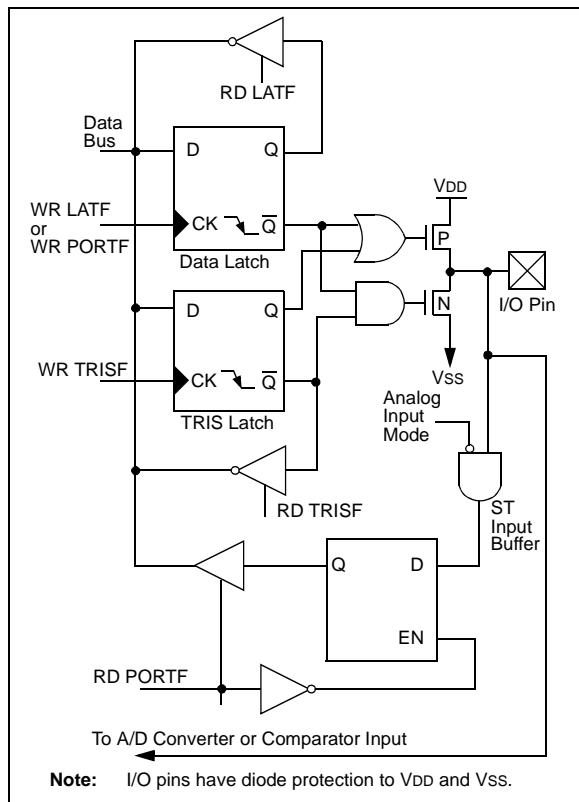 RD LATF
Data
Bus
D Q
WR LATF
or
WR PORTF
CK Q
Data Latch
VDD
P
N
I/O Pin
VSS
D Q
WR TRISF
CK Q
TRIS Latch
Analog
Input
Mode
RD TRISF
ST
Input
Buffer
Q D
EN
RD PORTF
To A/D Converter or Comparator Input
Note: I/O pins have diode protection to VDD and VSS.